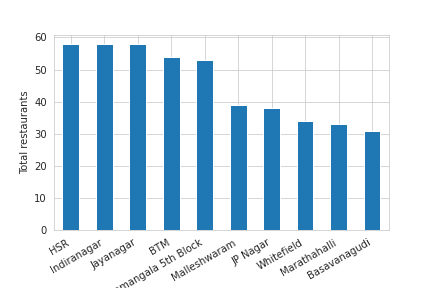 60
50
40
30
20
10
0
Total restaurants
HSR
Indiranagar
Jayanagar
BTM
mangala 5th Block
Malleshwaram
JP Nagar
Whitefield
Marathahalli
Basavanagudi